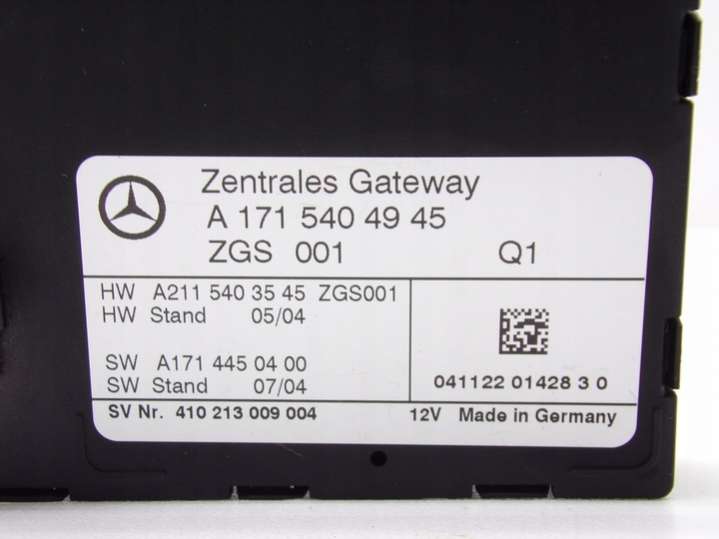 Zentrales Gateway
A 171 540 49 45
ZGS 001 Q1
HW A211 540 35 45 ZGS001
HW Stand 05/04
SW A171 445 04 00
SW Stand 07/04
041122 01428 3 0
SV Nr. 410 213 009 004 12V Made in Germany